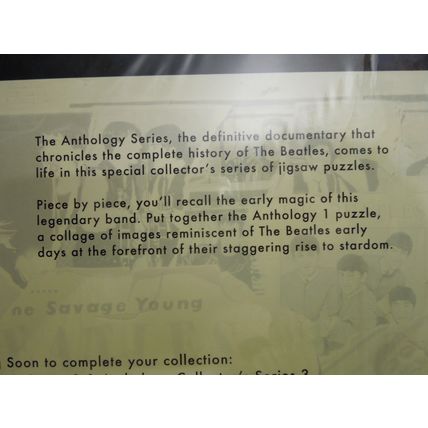 The Anthology Series, the definitive documentary that
chronicles the complete history of The Beatles, comes to
life in this special collector's series of jigsaw puzzles.
Piece by piece, you'll recall the early magic of this
legendary band. Put together the Anthology 1 puzzle,
a collage of images reminiscent of The Beatles early
days at the forefront of their staggering rise to stardom.
Savage Young
Soon to complete your collection:
Series 3